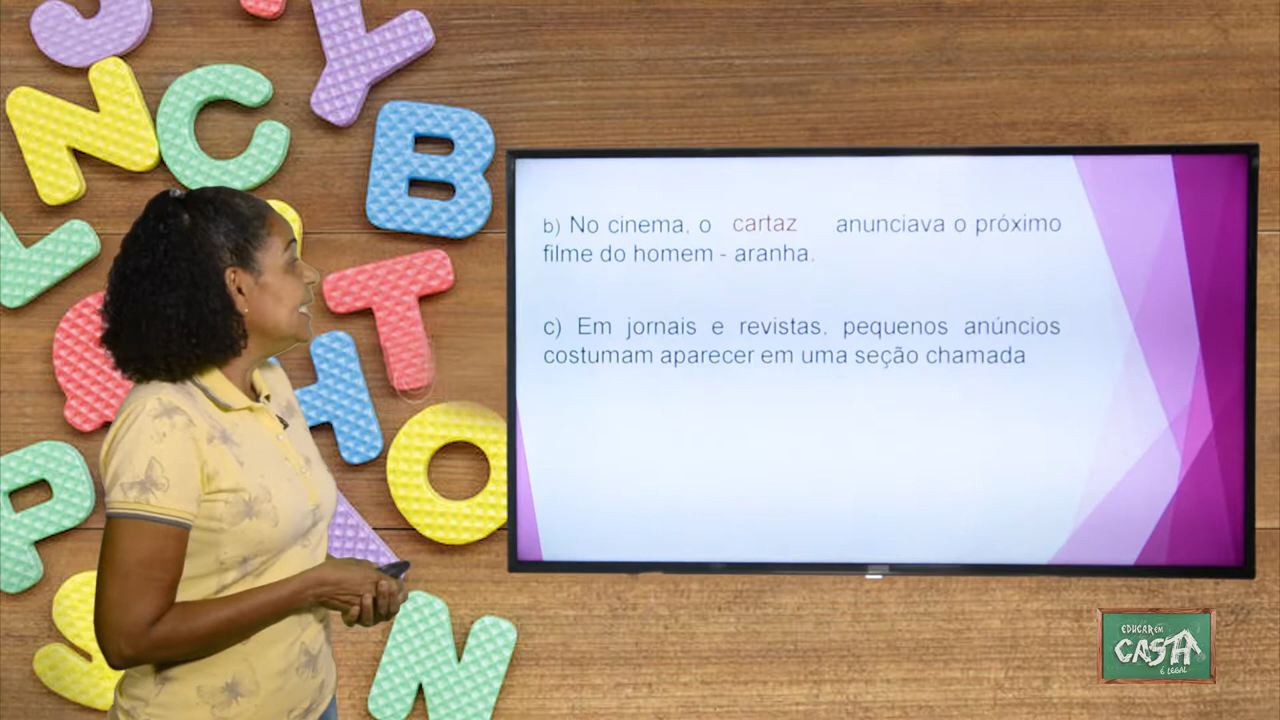 b) No cinema, o cartaz anunciava o próximo
filme do homem - aranha.
c) Em jornais e revistas, pequenos anúncios
costumam aparecer em uma seção chamada
EDUCAR EM
CASA
É LEGAL